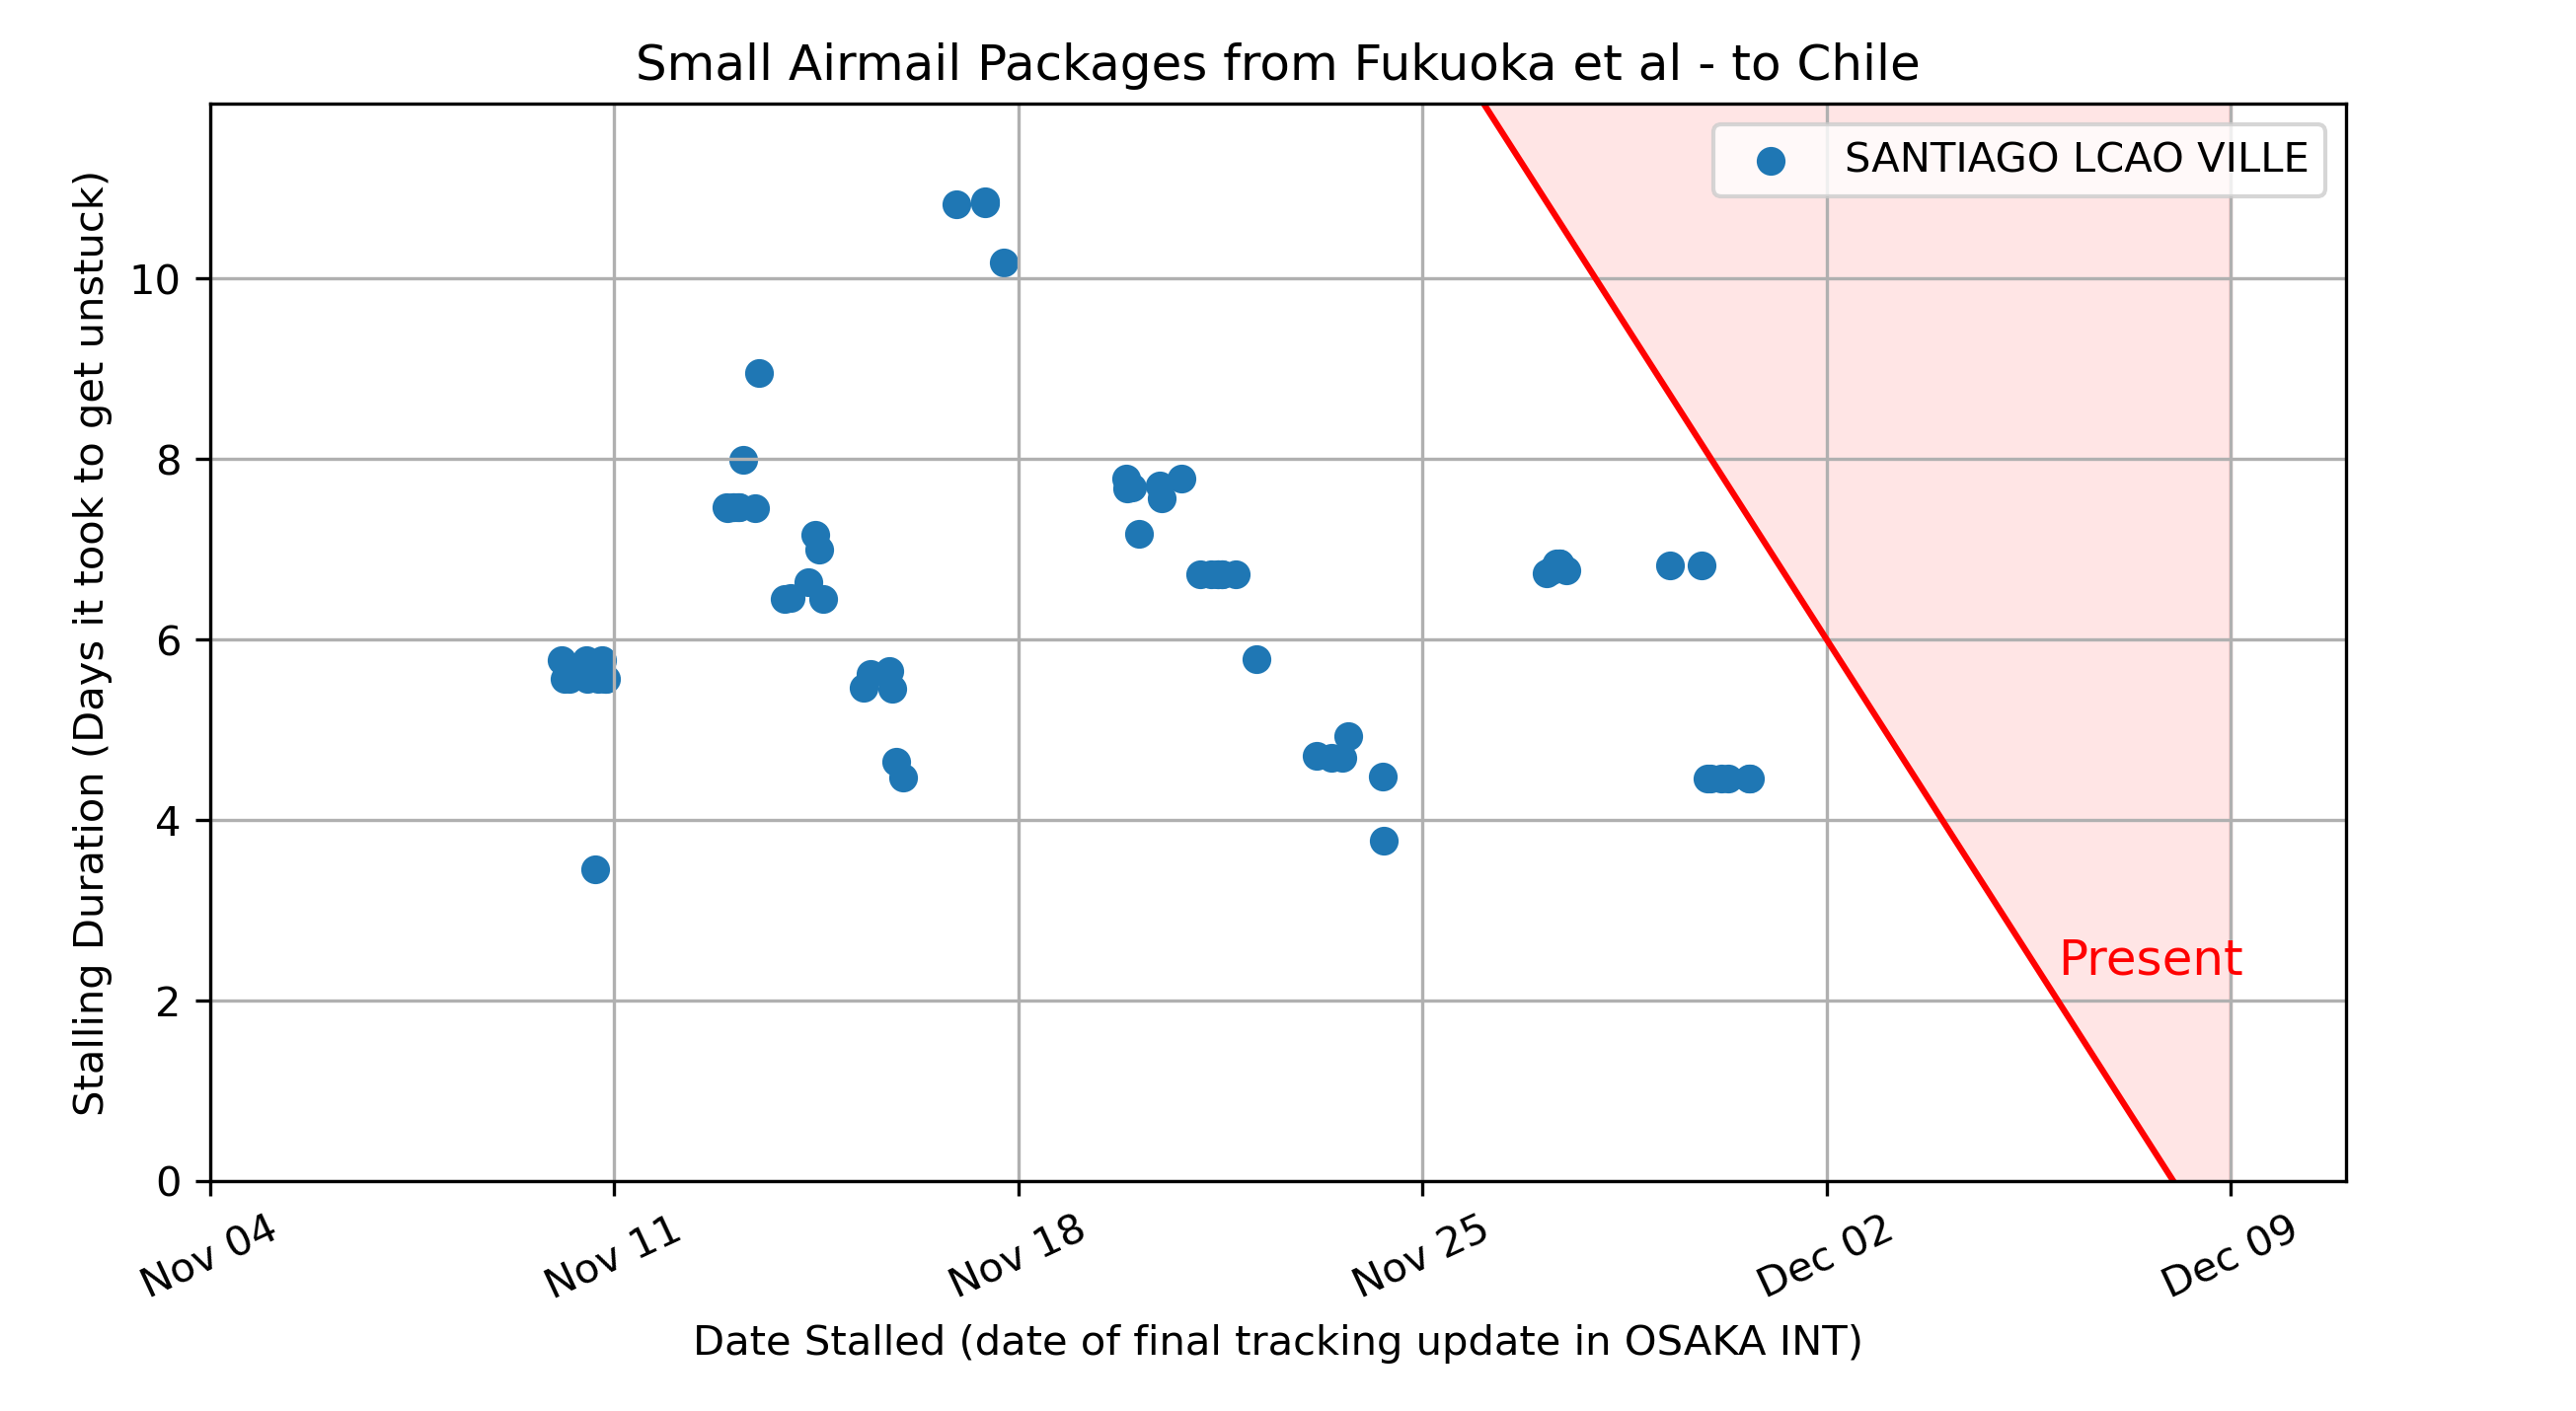 Small Airmail Packages from Fukuoka et al - to Chile
SANTIAGO LCAO VILLE
Stalling Duration (Days it took to get unstuck)
10
8
6
4
2
0
Present
Nov 04
Nov 11
Nov 18
Nov 25
Dec 02
Dec 09
Date Stalled (date of final tracking update in OSAKA INT)